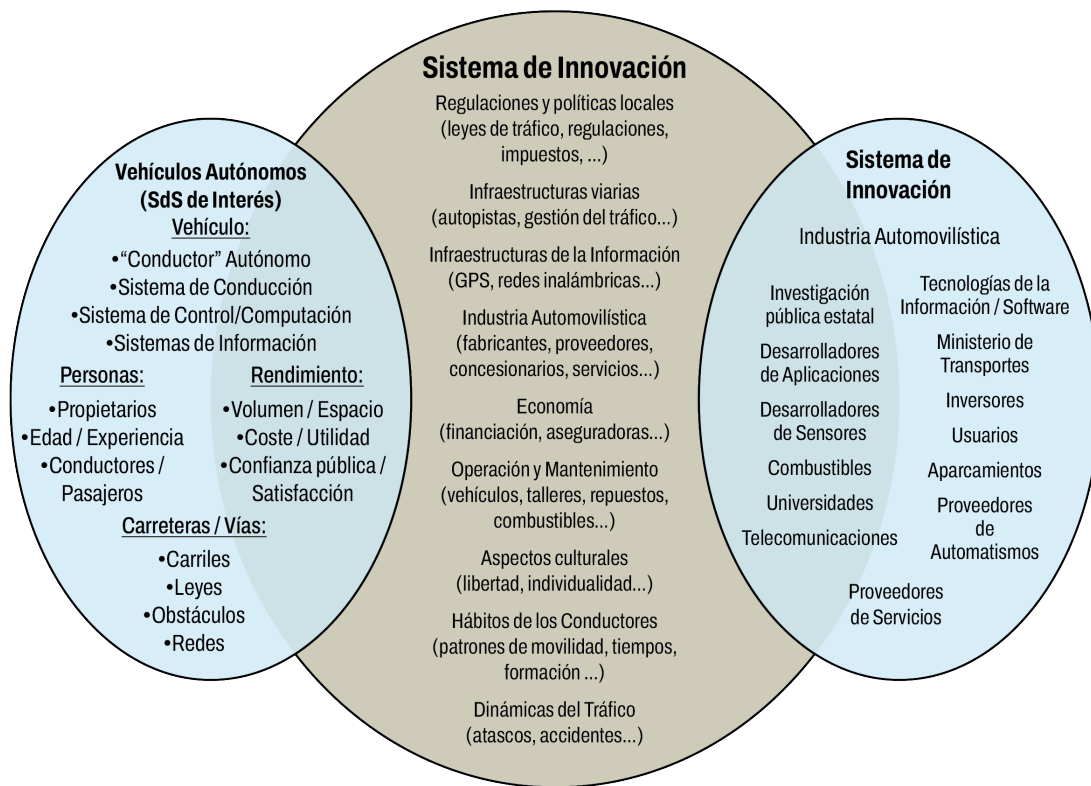 Sistema de Innovación
Regulaciones y políticas locales
(leyes de tráfico, regulaciones,
impuestos, ...)
Infraestructuras viarias
(autopistas, gestión del tráfico...)
Infraestructuras de la Información
(GPS, redes inalámbricas...)
Industria Automovilística
(fabricantes, proveedores,
concesionarios, servicios...)
Economía
(financiación, aseguradoras...)
Operación y Mantenimiento
(vehículos, talleres, repuestos,
combustibles...)
Aspectos culturales
(libertad, individualidad...)
Hábitos de los Conductores
(patrones de movilidad, tiempos,
formación ...)
Dinámicas del Tráfico
(atascos, accidentes...)
Vehículos Autónomos
(SdS de Interés)
Vehículo:
•“Conductor” Autónomo
•Sistema de Conducción
•Sistema de Control/Computación
•Sistemas de Información
Personas:
•Propietarios
•Edad / Experiencia
•Conductores /
Pasajeros
Rendimiento:
•Volumen / Espacio
•Coste / Utilidad
•Confianza pública /
Satisfacción
Carreteras / Vías:
•Carriles
•Leyes
•Obstáculos
•Redes
Sistema de
Innovación
Industria Automovilística
Investigación
pública estatal
Desarrolladores
de Aplicaciones
Desarrolladores
de Sensores
Combustibles
Universidades
Telecomunicaciones
Tecnologías de la
Información / Software
Ministerio de
Transportes
Inversores
Usuarios
Aparcamientos
Proveedores
de
Automatismos
Proveedores
de Servicios